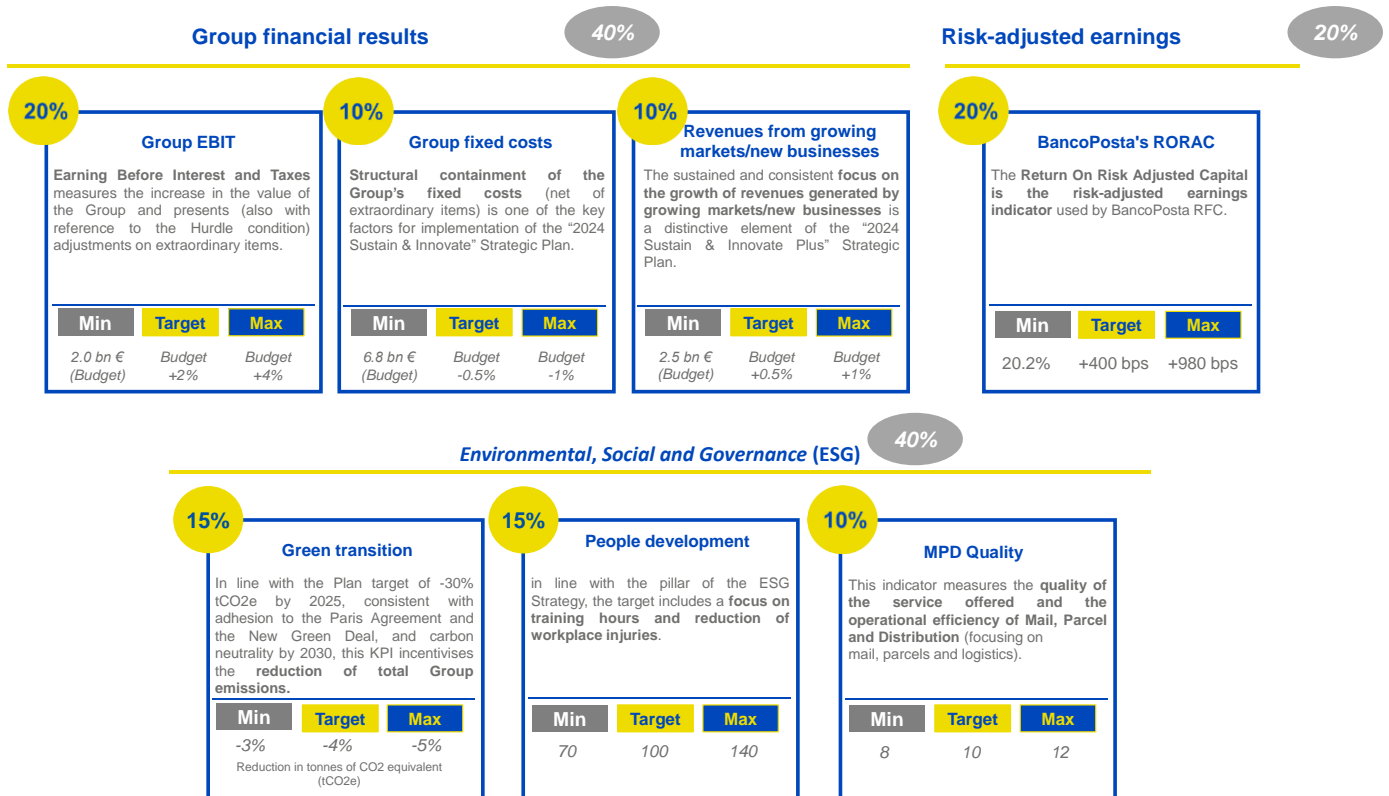 Group financial results
40%
Risk-adjusted earnings
20%
20%
Group EBIT
Earning Before Interest and Taxes
measures the increase in the value of
the Group and presents (also with
reference to the Hurdle condition)
adjustments on extraordinary items.
Min Target Max
2.0 bn € Budget Budget
(Budget) +2% +4%
10%
Group fixed costs
Structural containment of the
Group's fixed costs (net of
extraordinary items) is one of the key
factors for implementation of the “2024
Sustain & Innovate” Strategic Plan.
Min Target Max
6.8 bn € Budget Budget
(Budget) -0.5% -1%
10%
Revenues from growing
markets/new businesses
The sustained and consistent focus on
the growth of revenues generated by
growing markets/new businesses is
a distinctive element of the “2024
Sustain & Innovate Plus” Strategic
Plan.
Min Target Max
2.5 bn € Budget Budget
(Budget) +0.5% +1%
20%
BancoPosta's RORAC
The Return On Risk Adjusted Capital
is the risk-adjusted earnings
indicator used by BancoPosta RFC.
Min Target Max
20.2% +400 bps +980 bps
Environmental, Social and Governance (ESG)
40%
15%
Green transition
In line with the Plan target of -30%
tCO2e by 2025, consistent with
adhesion to the Paris Agreement and
the New Green Deal, and carbon
neutrality by 2030, this KPI incentivises
the reduction of total Group
emissions.
Min Target Max
-3% -4% -5%
Reduction in tonnes of CO2 equivalent
(tCO2e)
15%
People development
in line with the pillar of the ESG
Strategy, the target includes a focus on
training hours and reduction of
workplace injuries.
Min Target Max
70 100 140
10%
MPD Quality
This indicator measures the quality of
the service offered and the
operational efficiency of Mail, Parcel
and Distribution (focusing on
mail, parcels and logistics).
Min Target Max
8 10 12